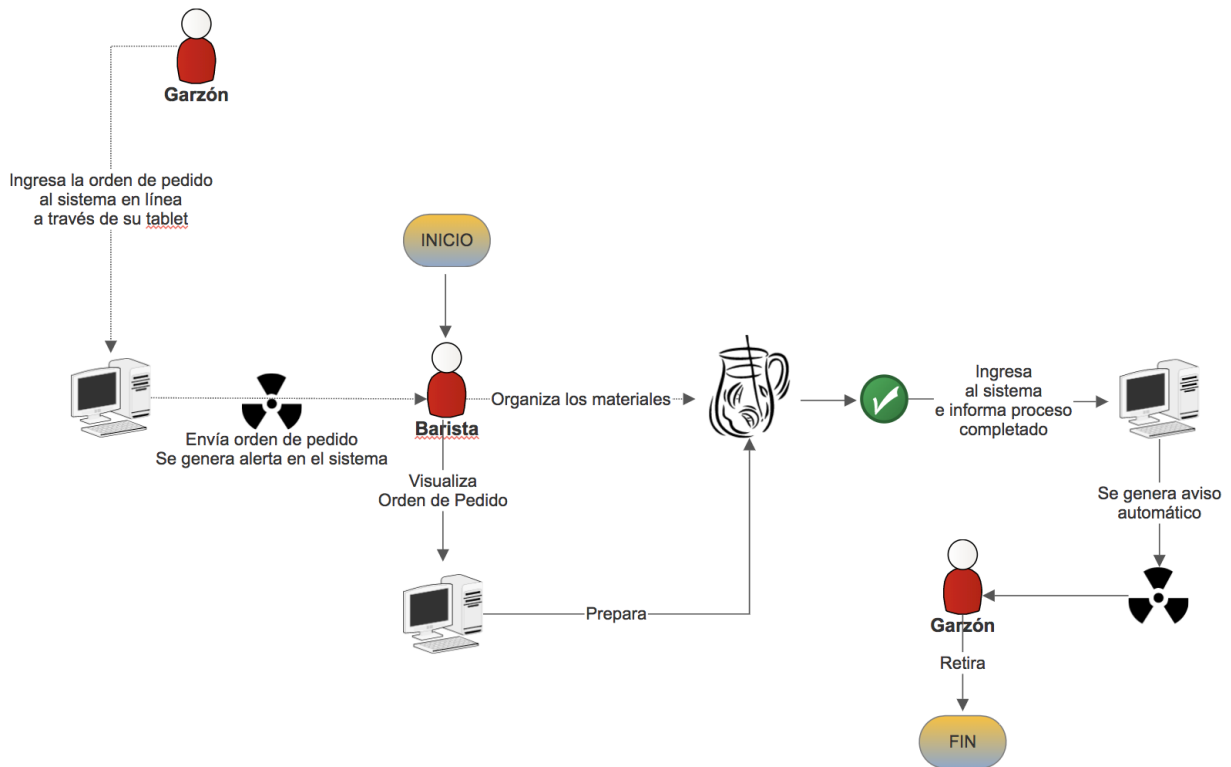 Garzón
Ingresa la orden de pedido
al sistema en línea
a través de su tablet
INICIO
Envía orden de pedido
Se genera alerta en el sistema
Barista
Organiza los materiales
Visualiza
Orden de Pedido
Prepara
Ingresa
al sistema
e informa proceso
completado
Se genera aviso
automático
Garzón
Retira
FIN